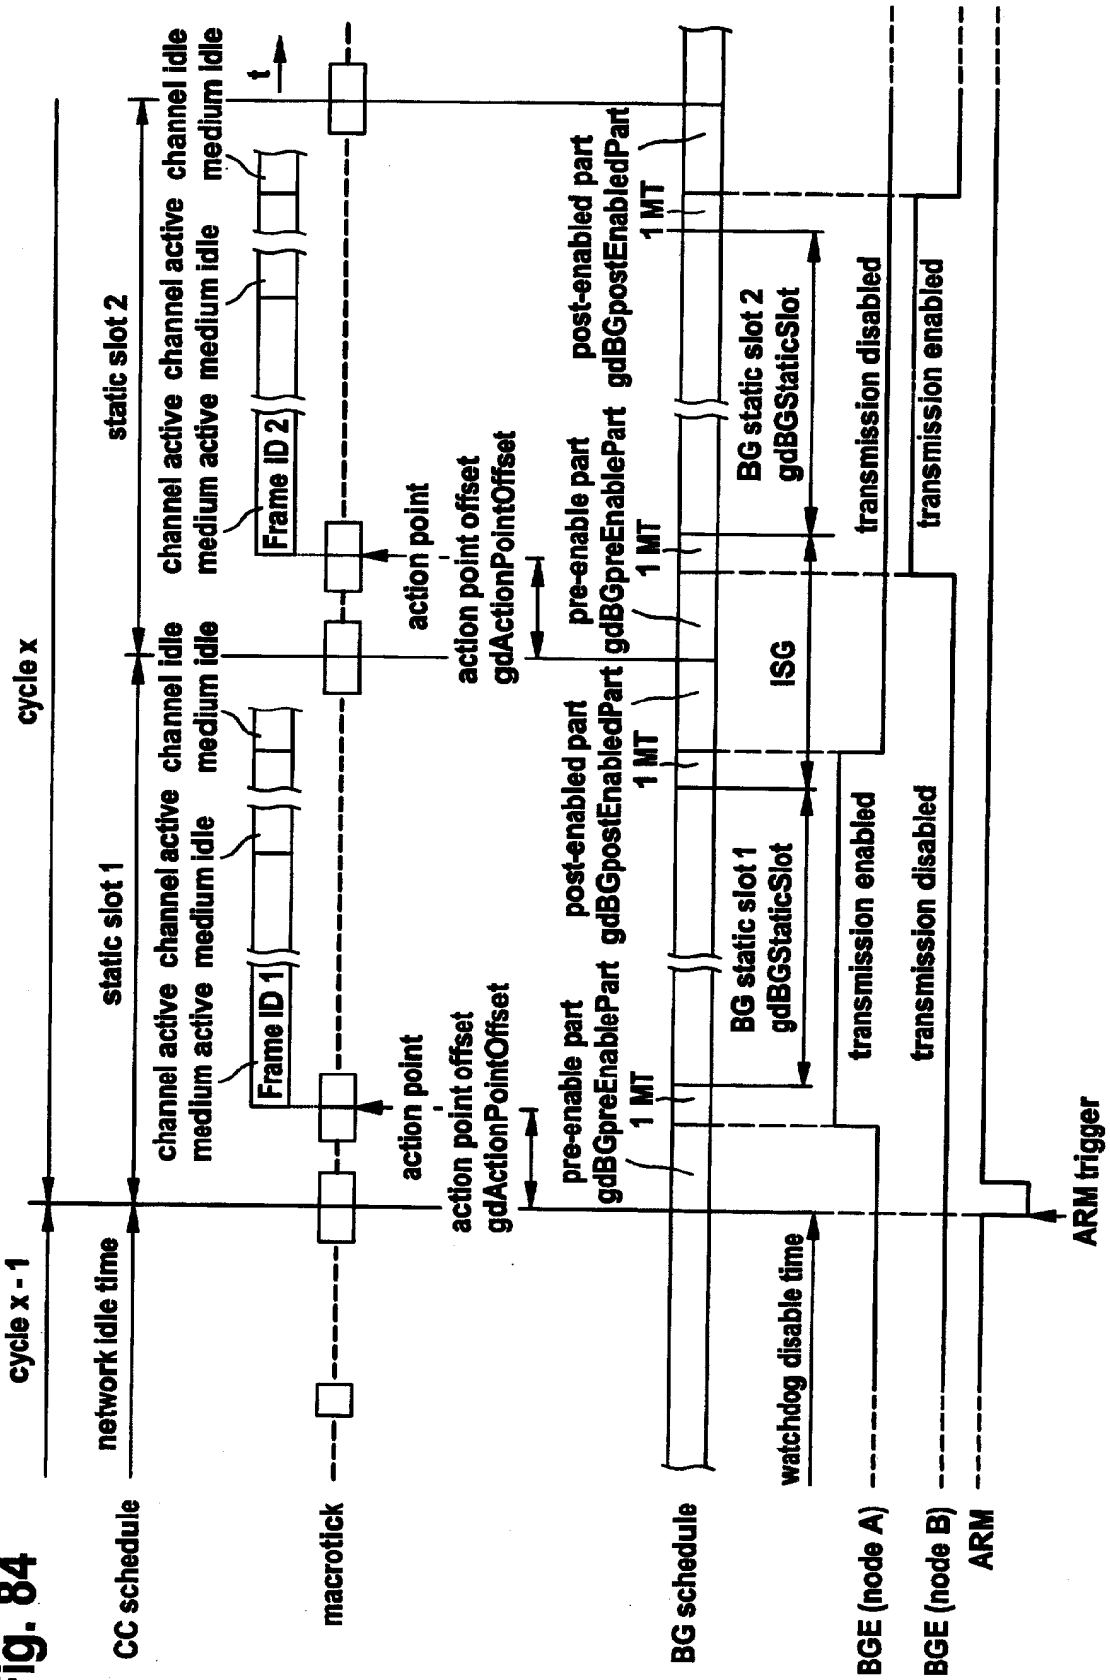 Fig. 84
cycle x - 1
cycle x
CC schedule
network idle time
static slot 1
static slot 2
channel active channel active channel idle
medium active medium idle medium idle
channel active channel active channel idle
medium active medium idle medium idle
Frame ID 1
Frame ID 2
t
macrotick
action point
action point
action point offset
gdActionPointOffset
action point offset
gdActionPointOffset
pre-enable part
gdBGpreEnablePart
1 MT
post-enabled part
gdBGpostEnabledPart
1 MT
pre-enable part
gdBGpreEnablePart
1 MT
post-enabled part
gdBGpostEnabledPart
1 MT
BG schedule
watchdog disable time
BG static slot 1
gdBGStaticSlot
ISG
BG static slot 2
gdBGStaticSlot
BGE (node A)
transmission enabled
transmission disabled
BGE (node B)
transmission disabled
transmission enabled
ARM
ARM trigger